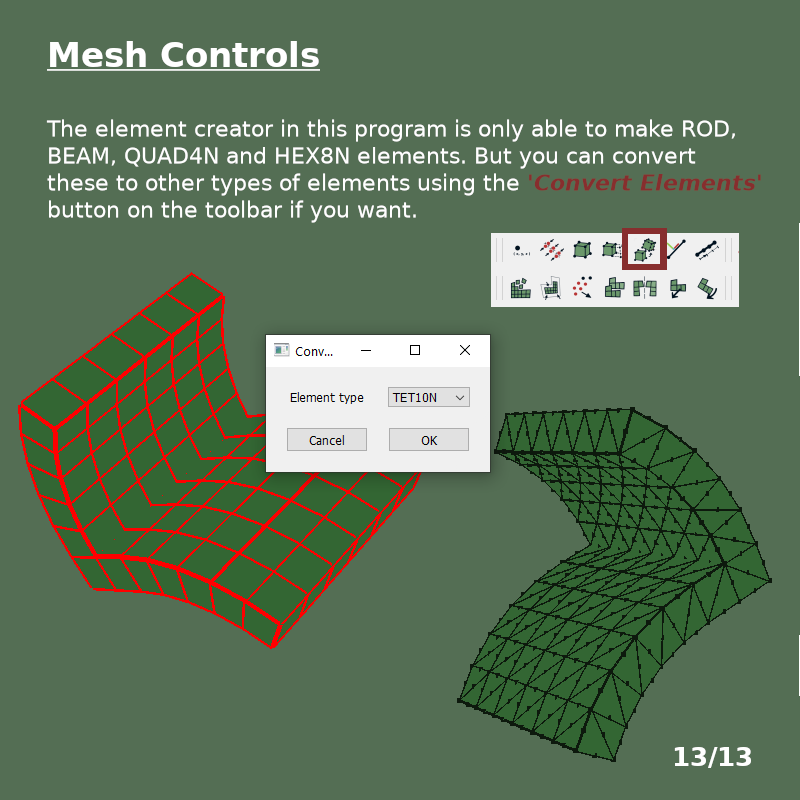 Mesh Controls
The element creator in this program is only able to make ROD,
BEAM, QUAD4N and HEX8N elements. But you can convert
these to other types of elements using the 'Convert Elements'
button on the toolbar if you want.
Conv...
Element type TET10N
Cancel OK
13/13